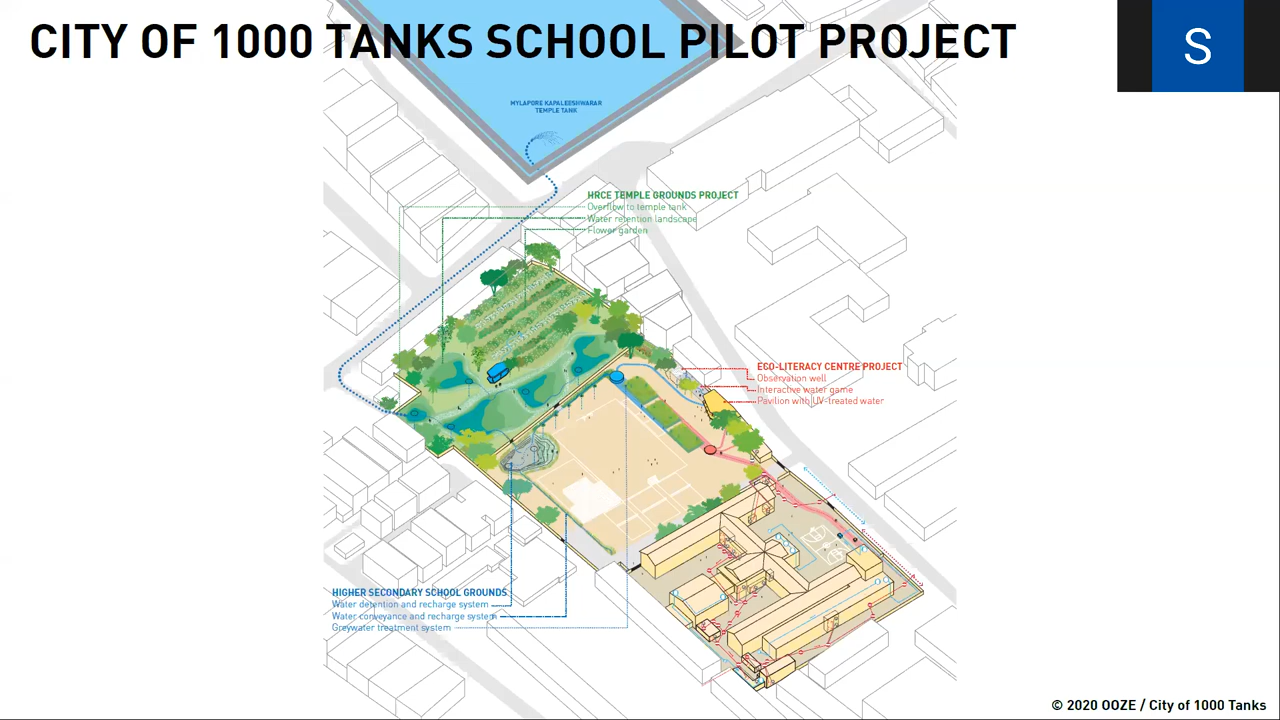 CITY OF 1000 TANKS SCHOOL PILOT PROJECT
S
MYLAPORE KAPALEESHWARAR
TEMPLE TANK
HRCE TEMPLE GROUNDS PROJECT
Overflow to temple tank
Water retention landscape
Flower garden
ECO-LITERACY CENTRE PROJECT
Observation well
Interactive water game
Pavilion with UV-treated water
HIGHER SECONDARY SCHOOL GROUNDS
Water detention and recharge system
Water conveyance and recharge system
Greywater treatment system
© 2020 OOZE / City of 1000 Tanks